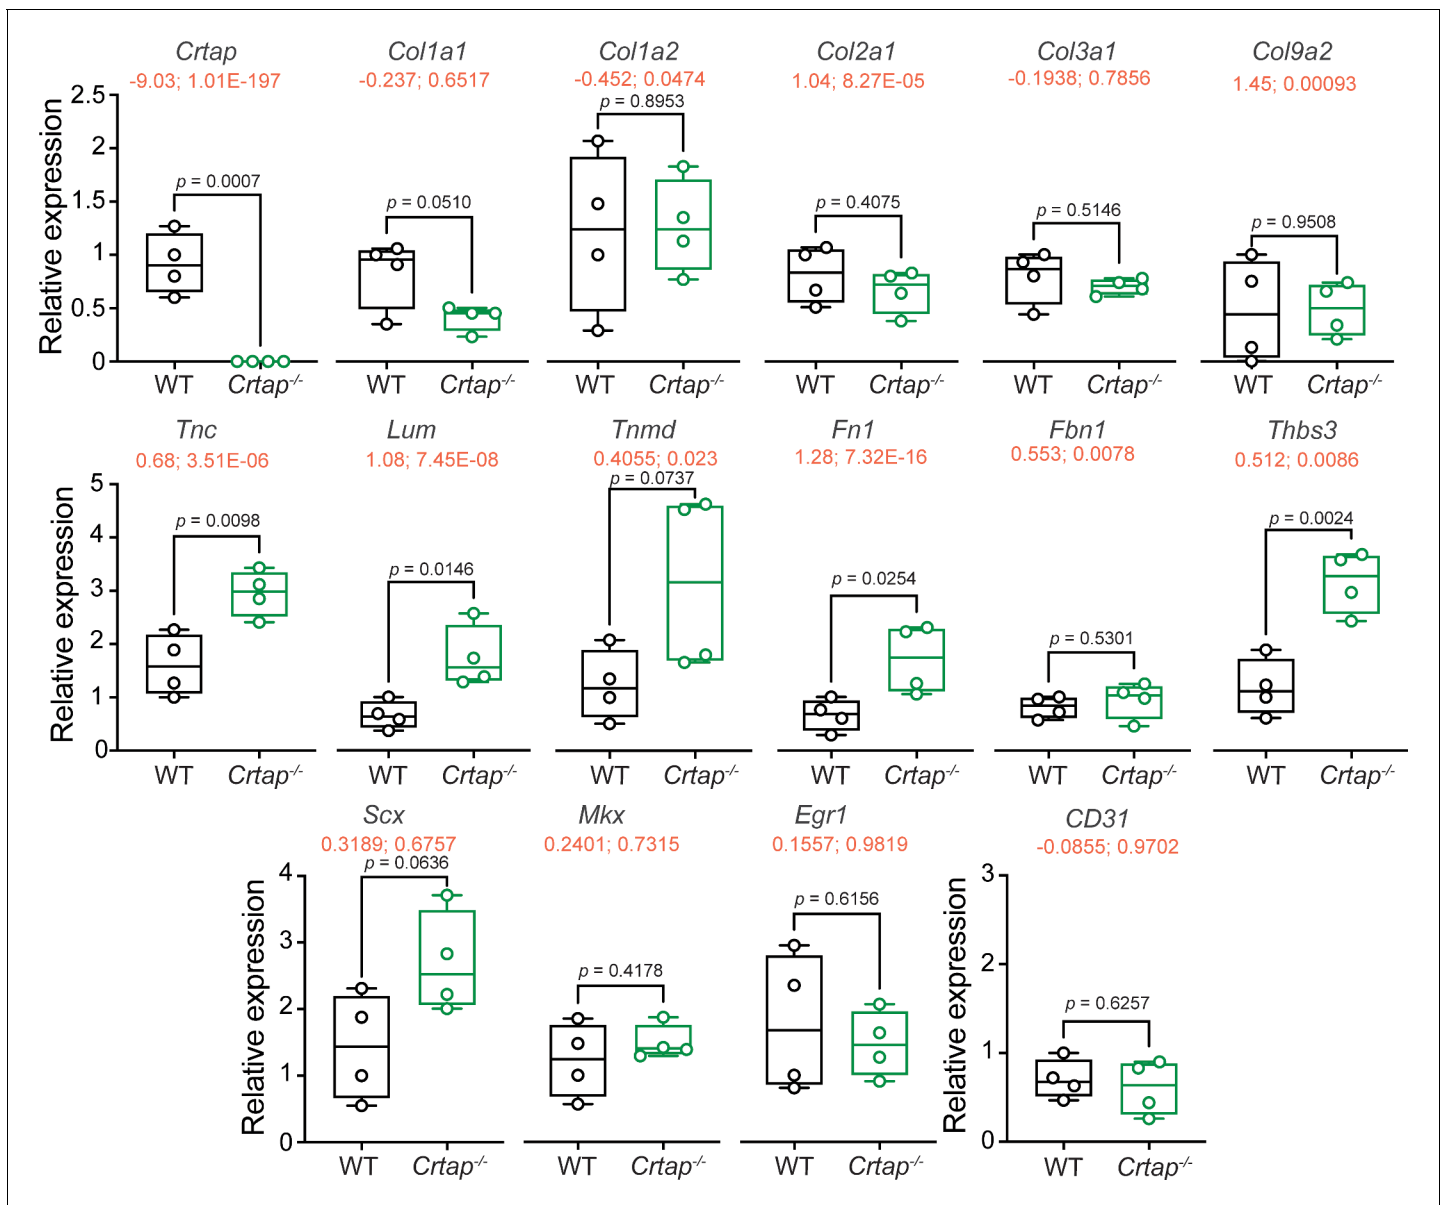 Crtap Col1a1 Col1a2 Col2a1 Col3a1 Col9a2
-9.03; 1.01E-197 -0.237; 0.6517 -0.452; 0.0474 1.04; 8.27E-05 -0.1938; 0.7856 1.45; 0.00093
Relative expression
2.5
2
1.5
1
0.5
0
p = 0.0007 p = 0.0510 p = 0.8953 p = 0.4075 p = 0.5146 p = 0.9508
WT Crtap-/- WT Crtap-/- WT Crtap-/- WT Crtap-/- WT Crtap-/- WT Crtap-/-
Tnc Lum Tnmd Fn1 Fbn1 Thbs3
0.68; 3.51E-06 1.08; 7.45E-08 0.4055; 0.023 1.28; 7.32E-16 0.553; 0.0078 0.512; 0.0086
Relative expression
5
4
3
2
1
0
p = 0.0098 p = 0.0146 p = 0.0737 p = 0.0254 p = 0.5301 p = 0.0024
WT Crtap-/- WT Crtap-/- WT Crtap-/- WT Crtap-/- WT Crtap-/- WT Crtap-/-
Scx Mkx Egr1 CD31
0.3189; 0.6757 0.2401; 0.7315 0.1557; 0.9819 -0.0855; 0.9702
Relative expression
4
3
2
1
0
p = 0.0636 p = 0.4178 p = 0.6156
Relative expression
3
2
1
0
p = 0.6257
WT Crtap-/- WT Crtap-/- WT Crtap-/- WT Crtap-/-